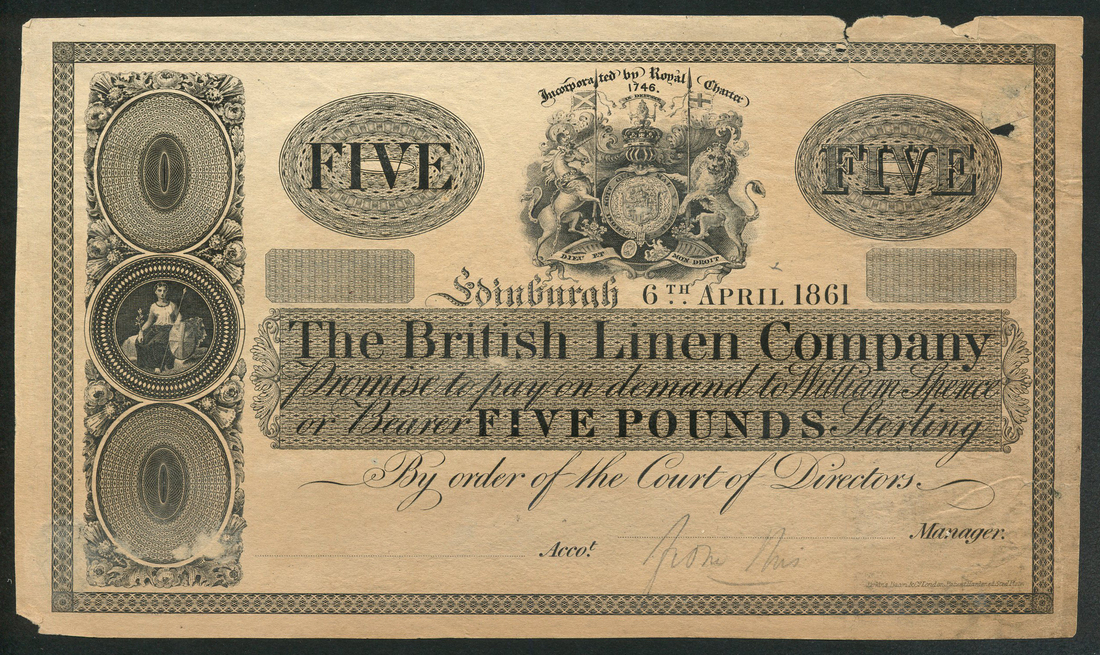 Incorporated by Royal Charter
1746.
FIVE
FIVE
DIEU ET MON DROIT
Edinburgh 6TH APRIL 1861
The British Linen Company
Promise to pay on demand to William Spence
or Bearer FIVE POUNDS Sterling
By order of the Court of Directors.
Manager.
Acco.t